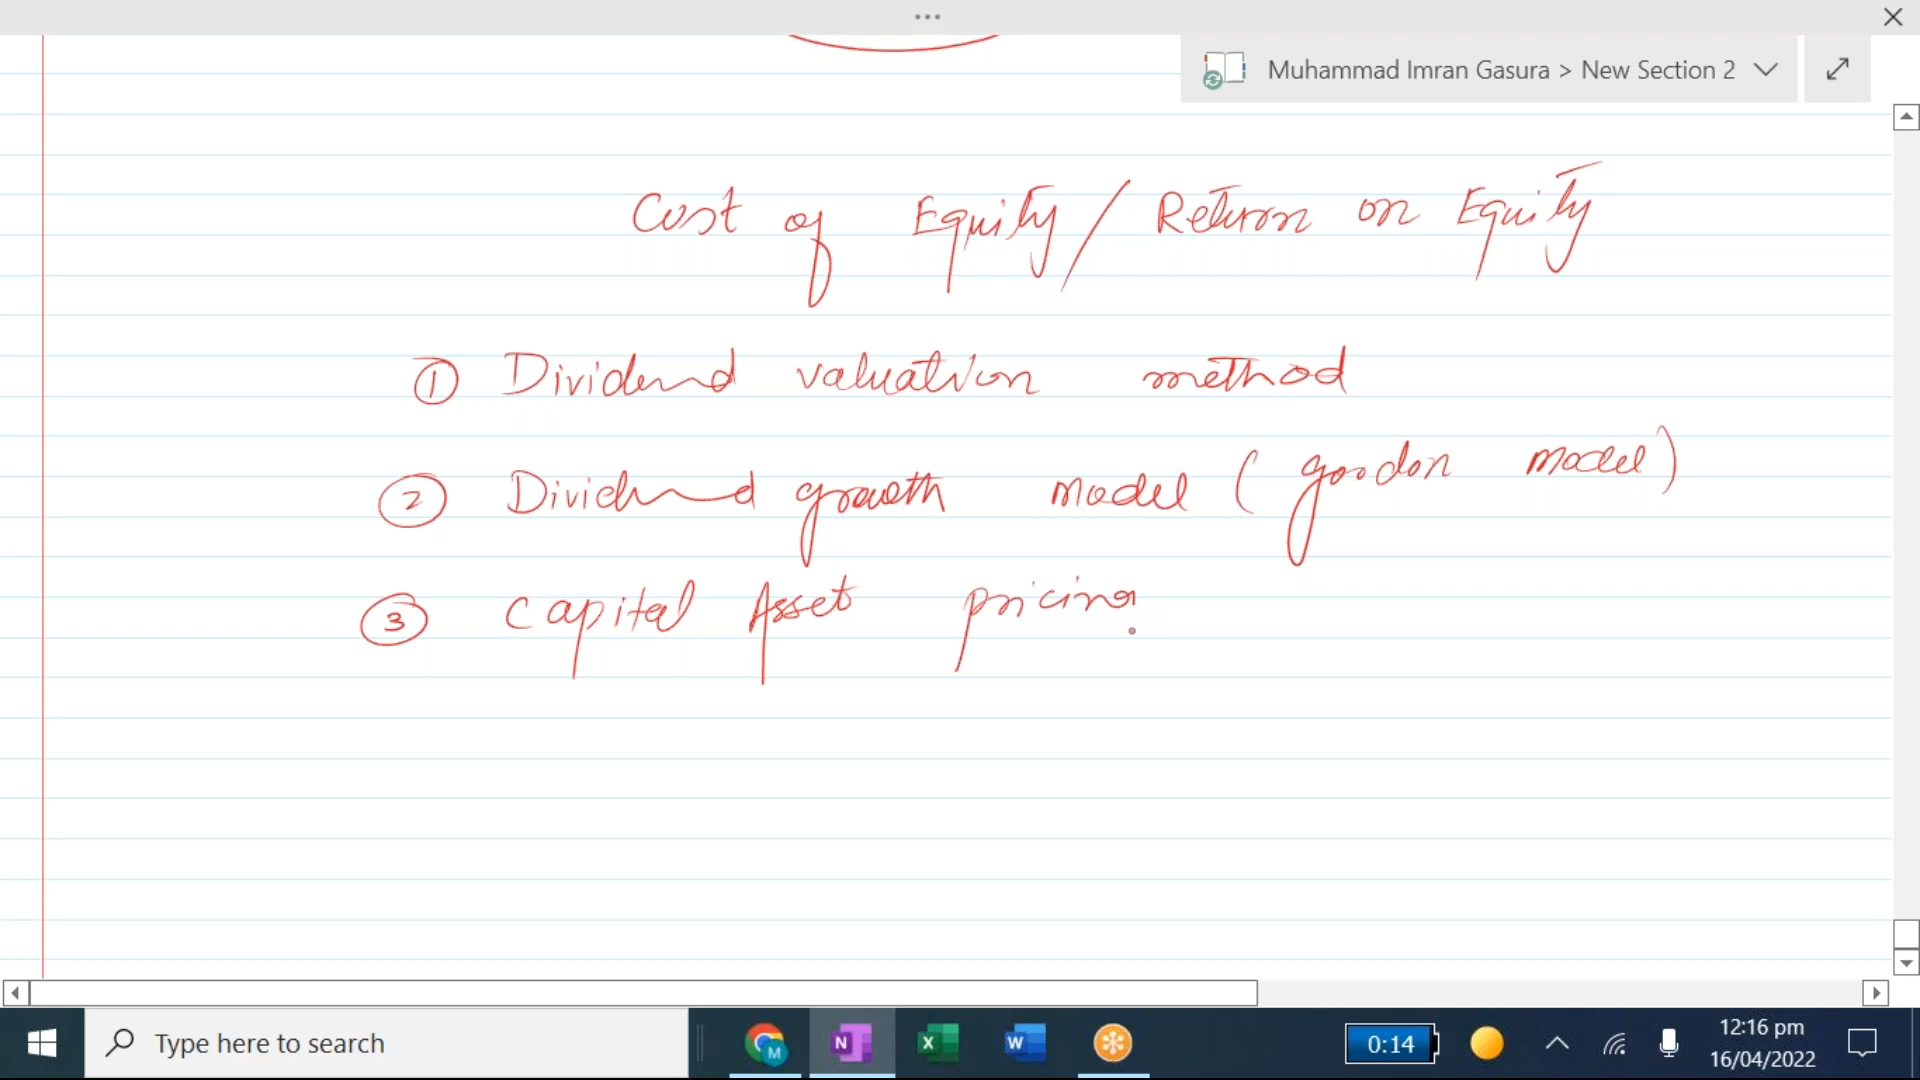 Muhammad Imran Gasura > New Section 2
Cost of Equity / Return on Equity
① Dividend valuation method
② Dividend growth model (gordon model)
③ Capital Asset pricing
Type here to search
0:14
12:16 pm
16/04/2022